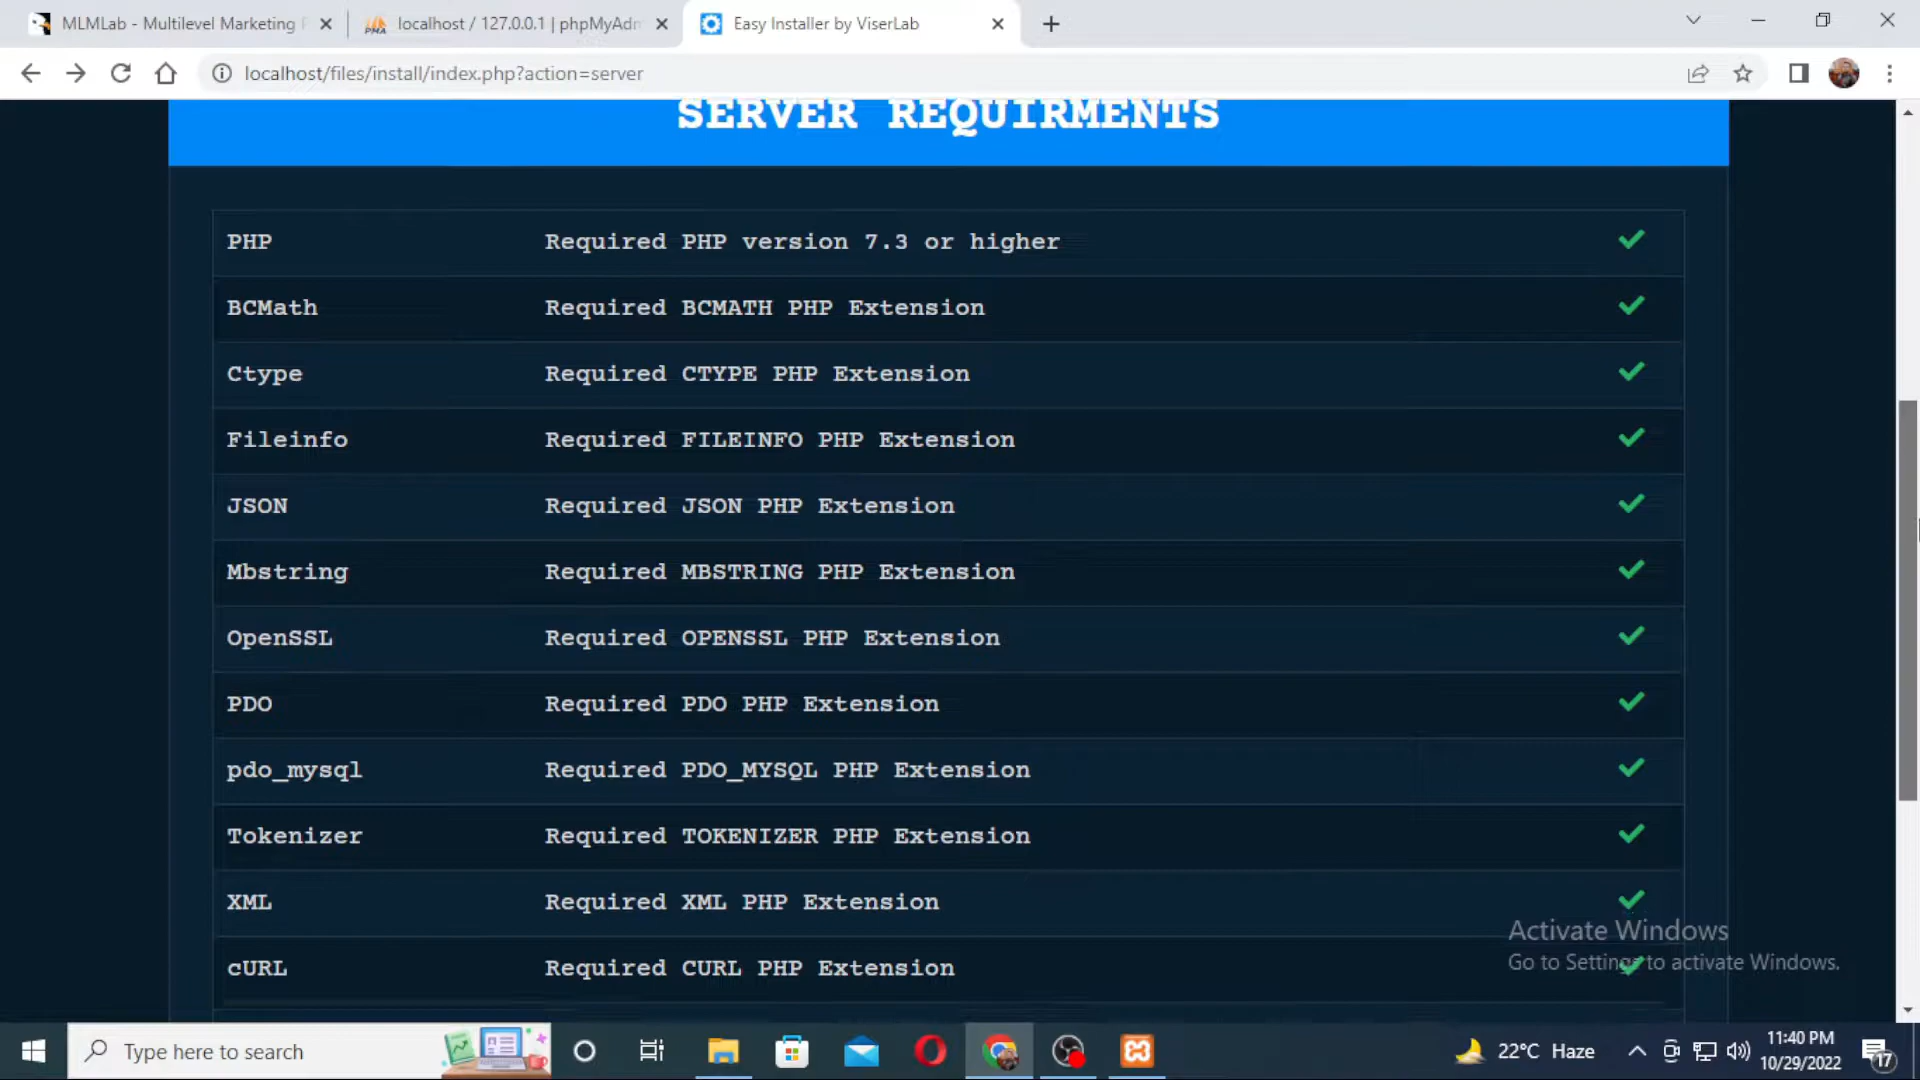 MLMLab - Multilevel Marketing
localhost / 127.0.0.1 | phpMyAdm
Easy Installer by ViserLab
localhost/files/install/index.php?action=server
SERVER REQUIRMENTS
PHP Required PHP version 7.3 or higher
BCMath Required BCMATH PHP Extension
Ctype Required CTYPE PHP Extension
Fileinfo Required FILEINFO PHP Extension
JSON Required JSON PHP Extension
Mbstring Required MBSTRING PHP Extension
OpenSSL Required OPENSSL PHP Extension
PDO Required PDO PHP Extension
pdo_mysql Required PDO_MYSQL PHP Extension
Tokenizer Required TOKENIZER PHP Extension
XML Required XML PHP Extension
cURL Required CURL PHP Extension
Activate Windows
Go to Settings to activate Windows.
Type here to search
22°C Haze
11:40 PM
10/29/2022
17